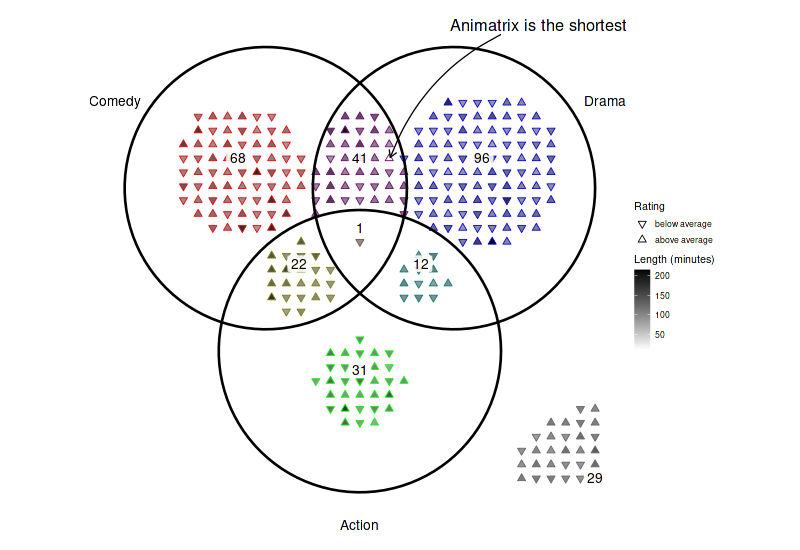 Animatrix is the shortest
Comedy
Drama
68
41
96
1
22
12
31
29
Action
Rating
below average
above average
Length (minutes)
200
150
100
50